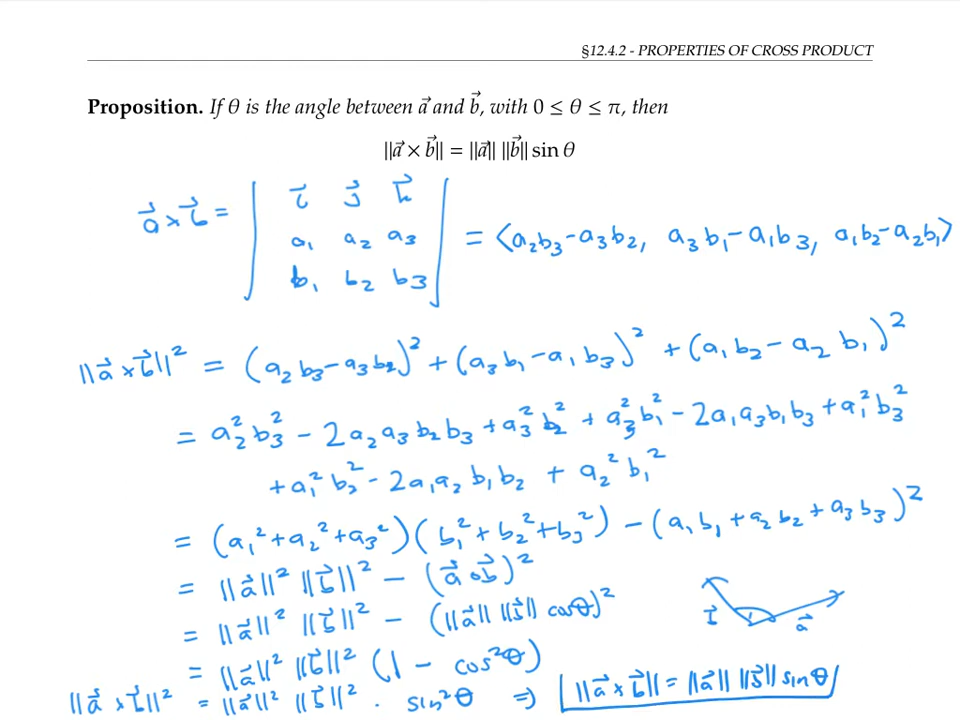 §12.4.2 - PROPERTIES OF CROSS PRODUCT
Proposition. If θ is the angle between a⃗ and b⃗, with 0 ≤ θ ≤ π, then
||a⃗ × b⃗|| = ||a⃗|| ||b⃗|| sin θ
a⃗ × b⃗ = | i⃗ j⃗ k⃗
a₁ a₂ a₃
b₁ b₂ b₃ | = ⟨a₂b₃ - a₃b₂, a₃b₁ - a₁b₃, a₁b₂ - a₂b₁⟩
||a⃗ × b⃗||² = (a₂b₃ - a₃b₂)² + (a₃b₁ - a₁b₃)² + (a₁b₂ - a₂b₁)²
= a₂²b₃² - 2a₂a₃b₂b₃ + a₃²b₂² + a₃²b₁² - 2a₁a₃b₁b₃ + a₁²b₃²
+ a₁²b₂² - 2a₁a₂b₁b₂ + a₂²b₁²
= (a₁² + a₂² + a₃²)(b₁² + b₂² + b₃²) - (a₁b₁ + a₂b₂ + a₃b₃)²
= ||a⃗||² ||b⃗||² - (a⃗ ∘ b⃗)²
= ||a⃗||² ||b⃗||² - (||a⃗|| ||b⃗|| cosθ)²
b⃗ a⃗
= ||a⃗||² ||b⃗||² (1 - cos²θ)
||a⃗ × b⃗||² = ||a⃗||² ||b⃗||² · sin²θ ⇒ ||a⃗ × b⃗|| = ||a⃗|| ||b⃗|| sinθ